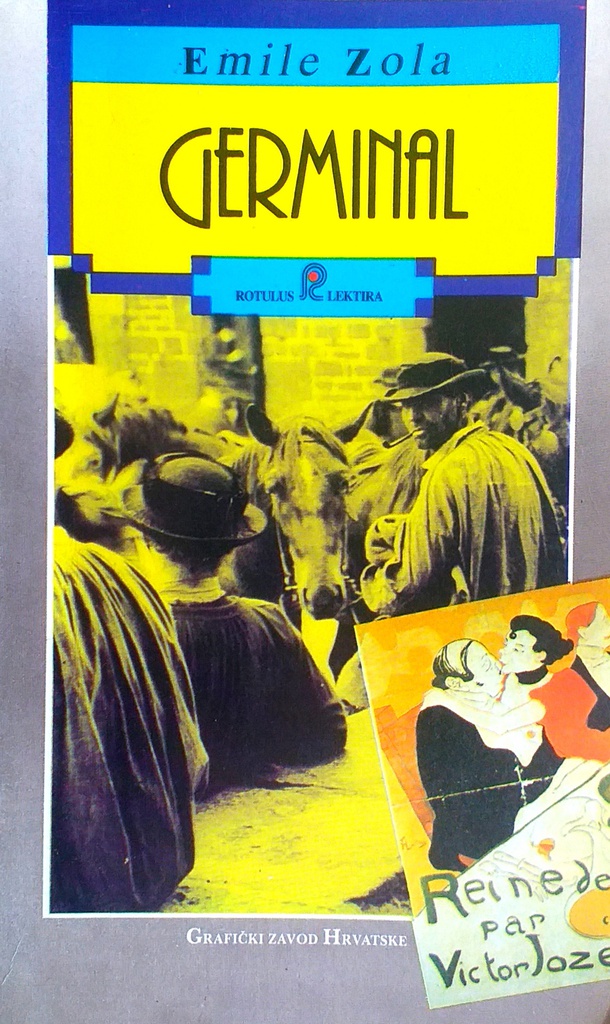 Emile Zola
GERMINAL
ROTULUS LEKTIRA
GRAFIČKI ZAVOD HRVATSKE
Reine de
par
Victor Joze